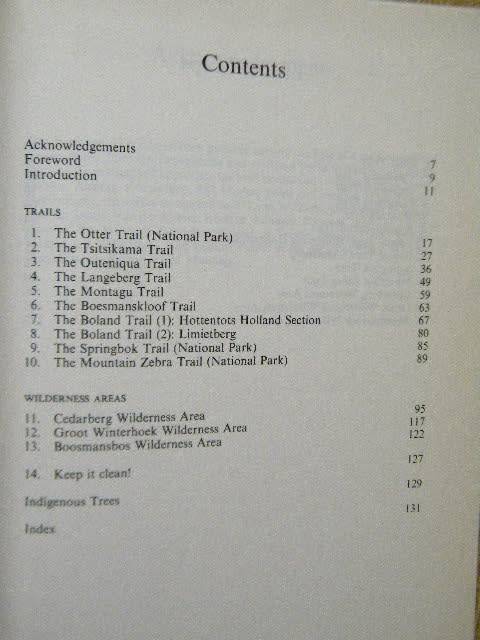 Contents
Acknowledgements 7
Foreword 9
Introduction 11
TRAILS
1. The Otter Trail (National Park) 17
2. The Tsitsikama Trail 27
3. The Outeniqua Trail 36
4. The Langeberg Trail 49
5. The Montagu Trail 59
6. The Boesmanskloof Trail 63
7. The Boland Trail (1): Hottentots Holland Section 67
8. The Boland Trail (2): Limietberg 80
9. The Springbok Trail (National Park) 85
10. The Mountain Zebra Trail (National Park) 89
WILDERNESS AREAS
11. Cedarberg Wilderness Area 95
12. Groot Winterhoek Wilderness Area 117
13. Boosmansbos Wilderness Area 122
14. Keep it clean! 127
Indigenous Trees 129
Index 131